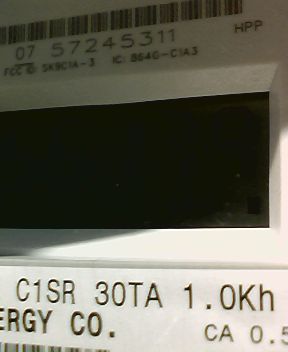 HPP
07 57245311
FCC ID: SK9C1A-3 IC: 864G-C1A3
C1SR 30TA 1.0Kh
ERGY CO.
CA 0.5